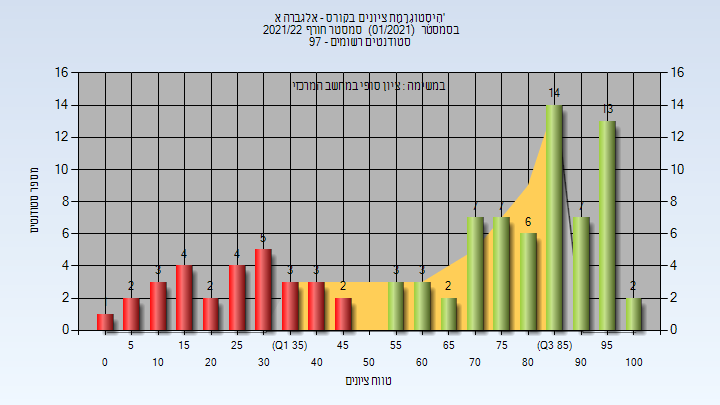 היסטוגרמת ציונים בקורס - אלגברה א'
בסמסטר (01/2021) סמסטר חורף 2021/22
סטודנטים רשומים - 97
במשימה : ציון סופי במחשב המרכזי
מספר סטודנטים
16 14 12 10 8 6 4 2 0
16 14 12 10 8 6 4 2 0
2 3 4 2 4 5 3 3 2 3 3 2 7 7 6 14 7 13 2
5 15 25 (Q1 35) 45 55 65 75 (Q3 85) 95
0 10 20 30 40 50 60 70 80 90 100
טווח ציונים